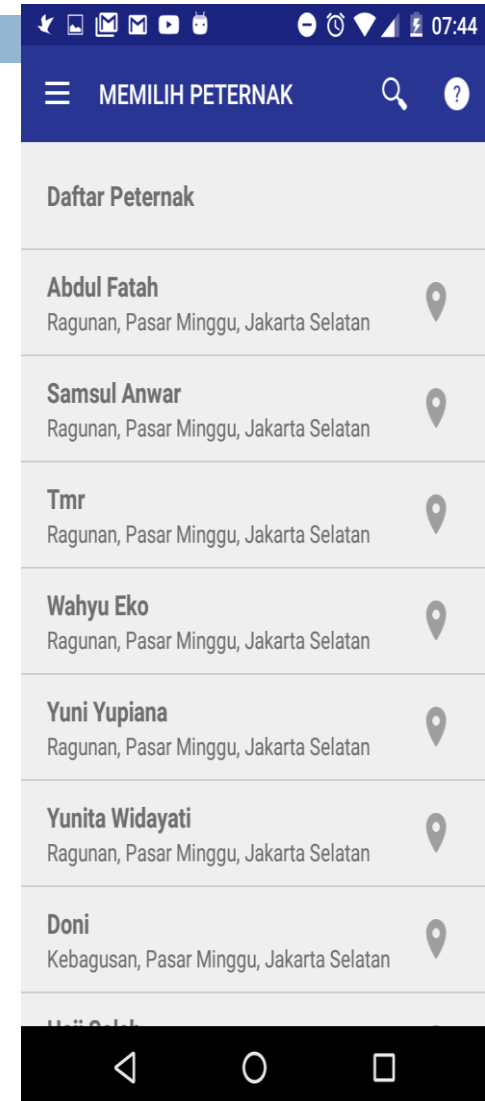 07:44
MEMILIH PETERNAK ?
Daftar Peternak
Abdul Fatah
Ragunan, Pasar Minggu, Jakarta Selatan
Samsul Anwar
Ragunan, Pasar Minggu, Jakarta Selatan
Tmr
Ragunan, Pasar Minggu, Jakarta Selatan
Wahyu Eko
Ragunan, Pasar Minggu, Jakarta Selatan
Yuni Yupiana
Ragunan, Pasar Minggu, Jakarta Selatan
Yunita Widayati
Ragunan, Pasar Minggu, Jakarta Selatan
Doni
Kebagusan, Pasar Minggu, Jakarta Selatan